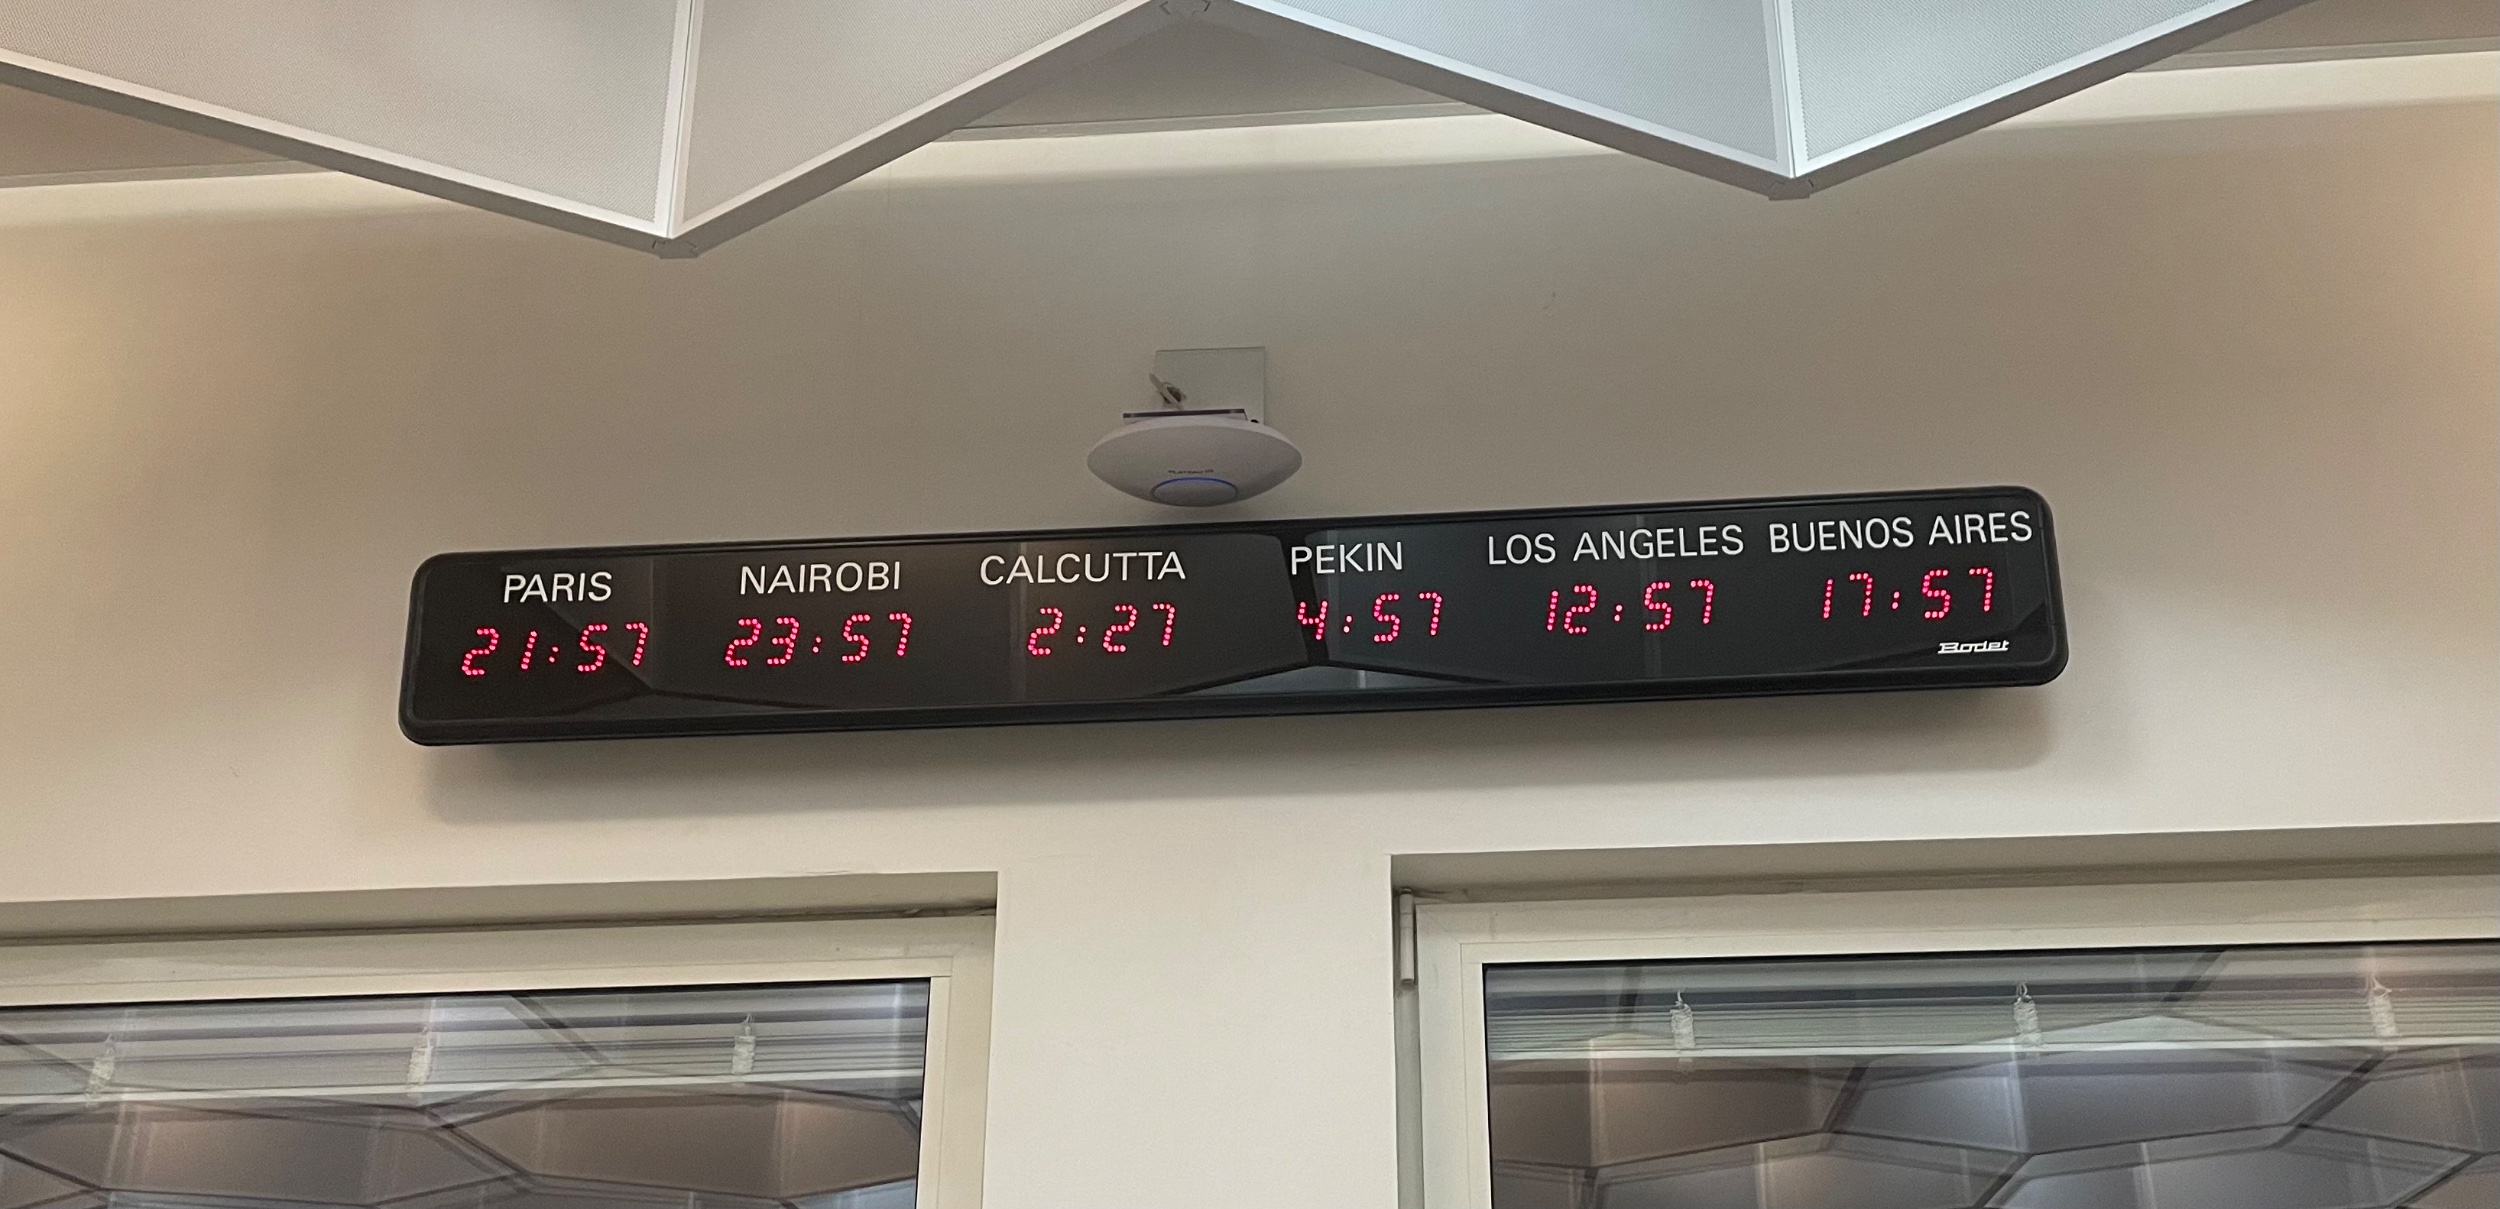 PARIS NAIROBI CALCUTTA PEKIN LOS ANGELES BUENOS AIRES
21:57 23:57 2:27 4:57 12:57 17:57
Bodet